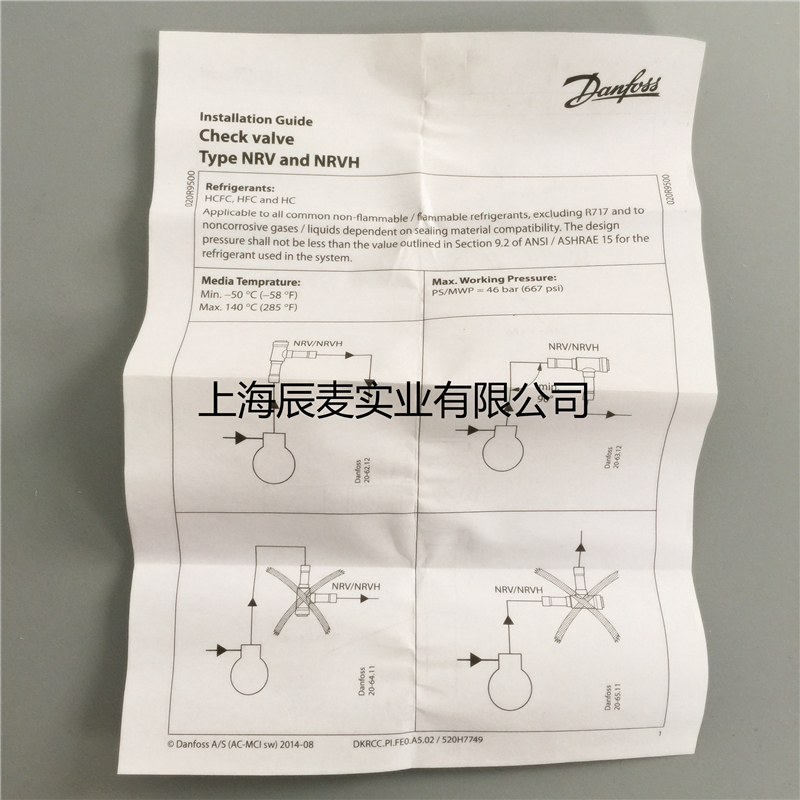 Danfoss
Installation Guide
Check valve
Type NRV and NRVH
020R9500
020R9500
Refrigerants:
HCFC, HFC and HC
Applicable to all common non-flammable / flammable refrigerants, excluding R717 and to
noncorrosive gases / liquids dependent on sealing material compatibility. The design
pressure shall not be less than the value outlined in Section 9.2 of ANSI / ASHRAE 15 for the
refrigerant used in the system.
Media Temprature:
Min. –50 °C (–58 °F)
Max. 140 °C (285 °F)
Max. Working Pressure:
PS/MWP = 46 bar (667 psi)
NRV/NRVH
NRV/NRVH
min.
上海辰麦实业有限公司
Danfoss
20-62.12
Danfoss
20-63.12
NRV/NRVH
NRV/NRVH
Danfoss
20-64.11
Danfoss
20-65.11
© Danfoss A/S (AC-MCI sw) 2014-08
DKRCC.PI.FE0.A5.02 / 520H7749
1